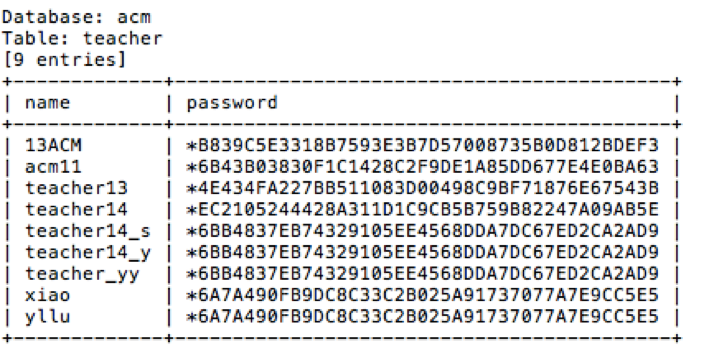 Database: acm
Table: teacher
[9 entries]
| name | password |
| 13ACM | *B839C5E3318B7593E3B7D57008735B0D812BDEF3 |
| acm11 | *6B43B03830F1C1428C2F9DE1A85DD677E4E0BA63 |
| teacher13 | *4E434FA227BB511083D00498C9BF71876E67543B |
| teacher14 | *EC2105244428A311D1C9CB5B759B82247A09AB5E |
| teacher14_s | *6BB4837EB74329105EE4568DDA7DC67ED2CA2AD9 |
| teacher14_y | *6BB4837EB74329105EE4568DDA7DC67ED2CA2AD9 |
| teacher_yy | *6BB4837EB74329105EE4568DDA7DC67ED2CA2AD9 |
| xiao | *6A7A490FB9DC8C33C2B025A91737077A7E9CC5E5 |
| yllu | *6A7A490FB9DC8C33C2B025A91737077A7E9CC5E5 |